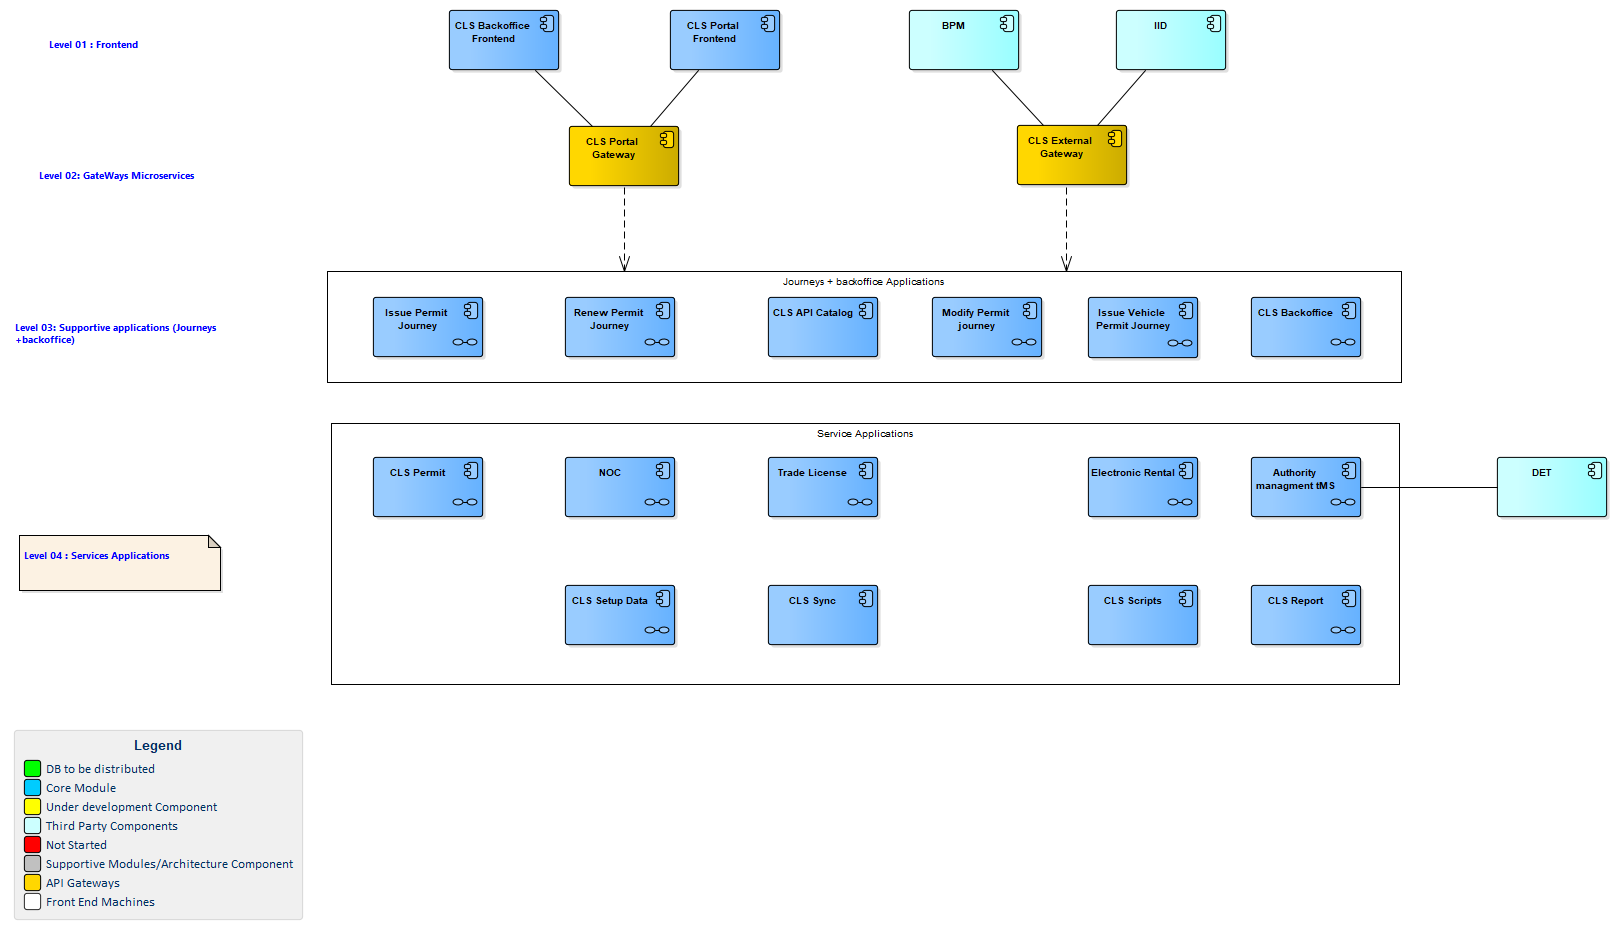 Level 01 : Frontend
CLS Backoffice
Frontend
CLS Portal
Frontend
BPM
IID
Level 02: GateWays Microservices
CLS Portal
Gateway
CLS External
Gateway
Level 03: Supportive applications (Journeys
+backoffice)
Journeys + backoffice Applications
Issue Permit
Journey
Renew Permit
Journey
CLS API Catalog
Modify Permit
journey
Issue Vehicle
Permit Journey
CLS Backoffice
Level 04 : Services Applications
Service Applications
CLS Permit
NOC
Trade License
Electronic Rental
Authority
managment tMS
DET
CLS Setup Data
CLS Sync
CLS Scripts
CLS Report
Legend
DB to be distributed
Core Module
Under development Component
Third Party Components
Not Started
Supportive Modules/Architecture Component
API Gateways
Front End Machines